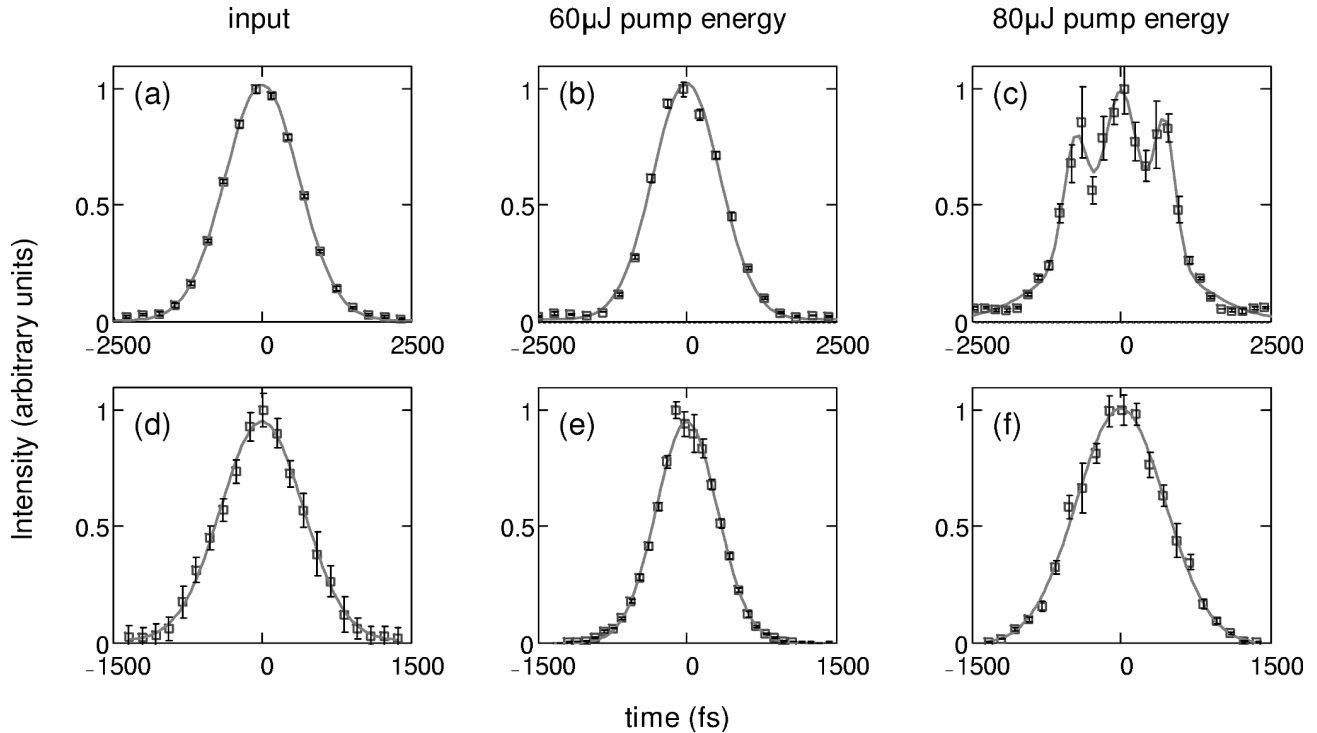 input 60µJ pump energy 80µJ pump energy
(a) (b) (c)
1 1 1
0.5 0.5 0.5
0 0 0
-2500 0 2500 -2500 0 2500 -2500 0 2500
Intensity (arbitrary units)
(d) (e) (f)
1 1 1
0.5 0.5 0.5
0 0 0
-1500 0 1500 -1500 0 1500 -1500 0 1500
time (fs)